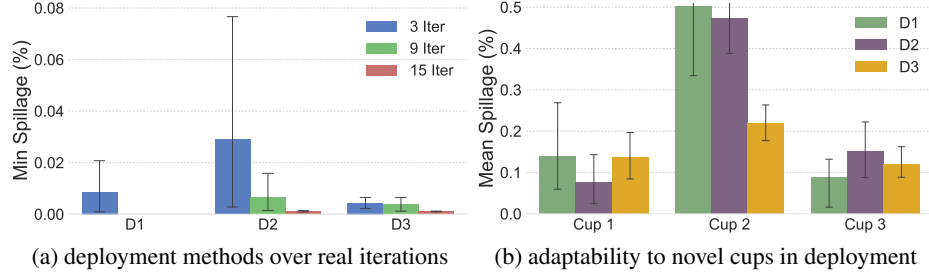 0.08
0.06
0.04
0.02
0.00
Min Spillage (%)
3 Iter
9 Iter
15 Iter
D1
D2
D3
(a) deployment methods over real iterations
0.5
0.4
0.3
0.2
0.1
0.0
Mean Spillage (%)
D1
D2
D3
Cup 1
Cup 2
Cup 3
(b) adaptability to novel cups in deployment